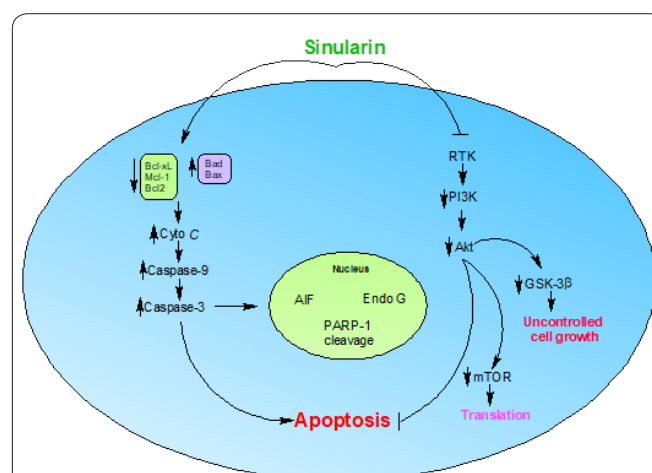 Sinularin
Bcl-xL
Mcl-1
Bcl2
Bad
Bax
Cyto C
Caspase-9
Caspase-3
Nucleus
AIF
Endo G
PARP-1
cleavage
RTK
PI3K
Akt
GSK-3β
Uncontrolled
cell growth
mTOR
Translation
Apoptosis